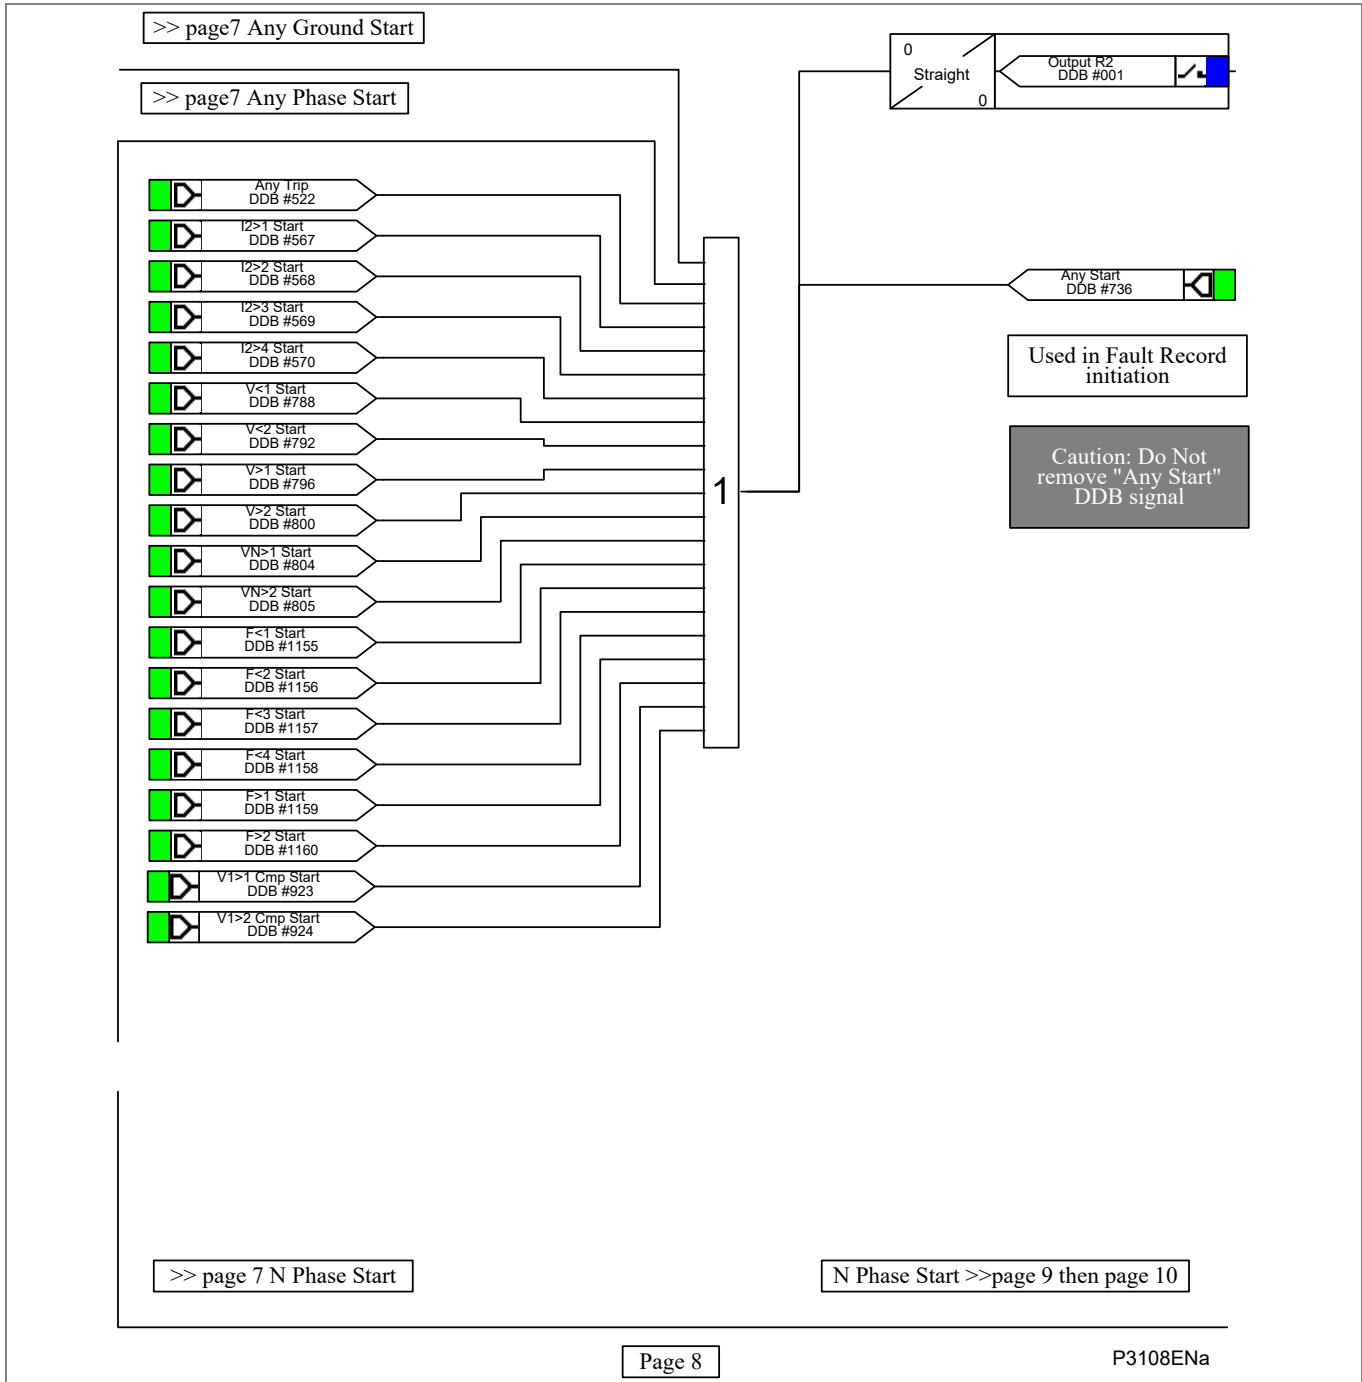 >> page7 Any Ground Start
0
Straight
0
Output R2
DDB #001
>> page7 Any Phase Start
Any Trip
DDB #522
I2>1 Start
DDB #567
I2>2 Start
DDB #568
I2>3 Start
DDB #569
I2>4 Start
DDB #570
V<1 Start
DDB #788
V<2 Start
DDB #792
V>1 Start
DDB #796
V>2 Start
DDB #800
VN>1 Start
DDB #804
VN>2 Start
DDB #805
F<1 Start
DDB #1155
F<2 Start
DDB #1156
F<3 Start
DDB #1157
F<4 Start
DDB #1158
F>1 Start
DDB #1159
F>2 Start
DDB #1160
V1>1 Cmp Start
DDB #923
V1>2 Cmp Start
DDB #924
1
Any Start
DDB #736
Used in Fault Record
initiation
Caution: Do Not
remove "Any Start"
DDB signal
>> page 7 N Phase Start
N Phase Start >>page 9 then page 10
Page 8
P3108ENa